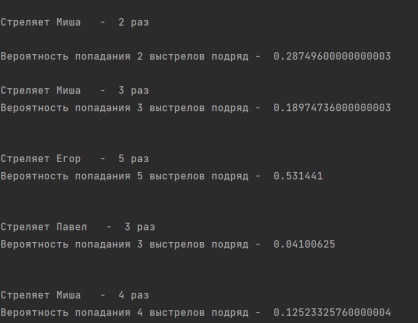 Стреляет Миша - 2 раз
Вероятность попадания 2 выстрелов подряд - 0.28749600000000003
Стреляет Миша - 3 раз
Вероятность попадания 3 выстрелов подряд - 0.18974736000000003
Стреляет Егор - 5 раз
Вероятность попадания 5 выстрелов подряд - 0.531441
Стреляет Павел - 3 раз
Вероятность попадания 3 выстрелов подряд - 0.04100625
Стреляет Миша - 4 раз
Вероятность попадания 4 выстрелов подряд - 0.12523325760000004